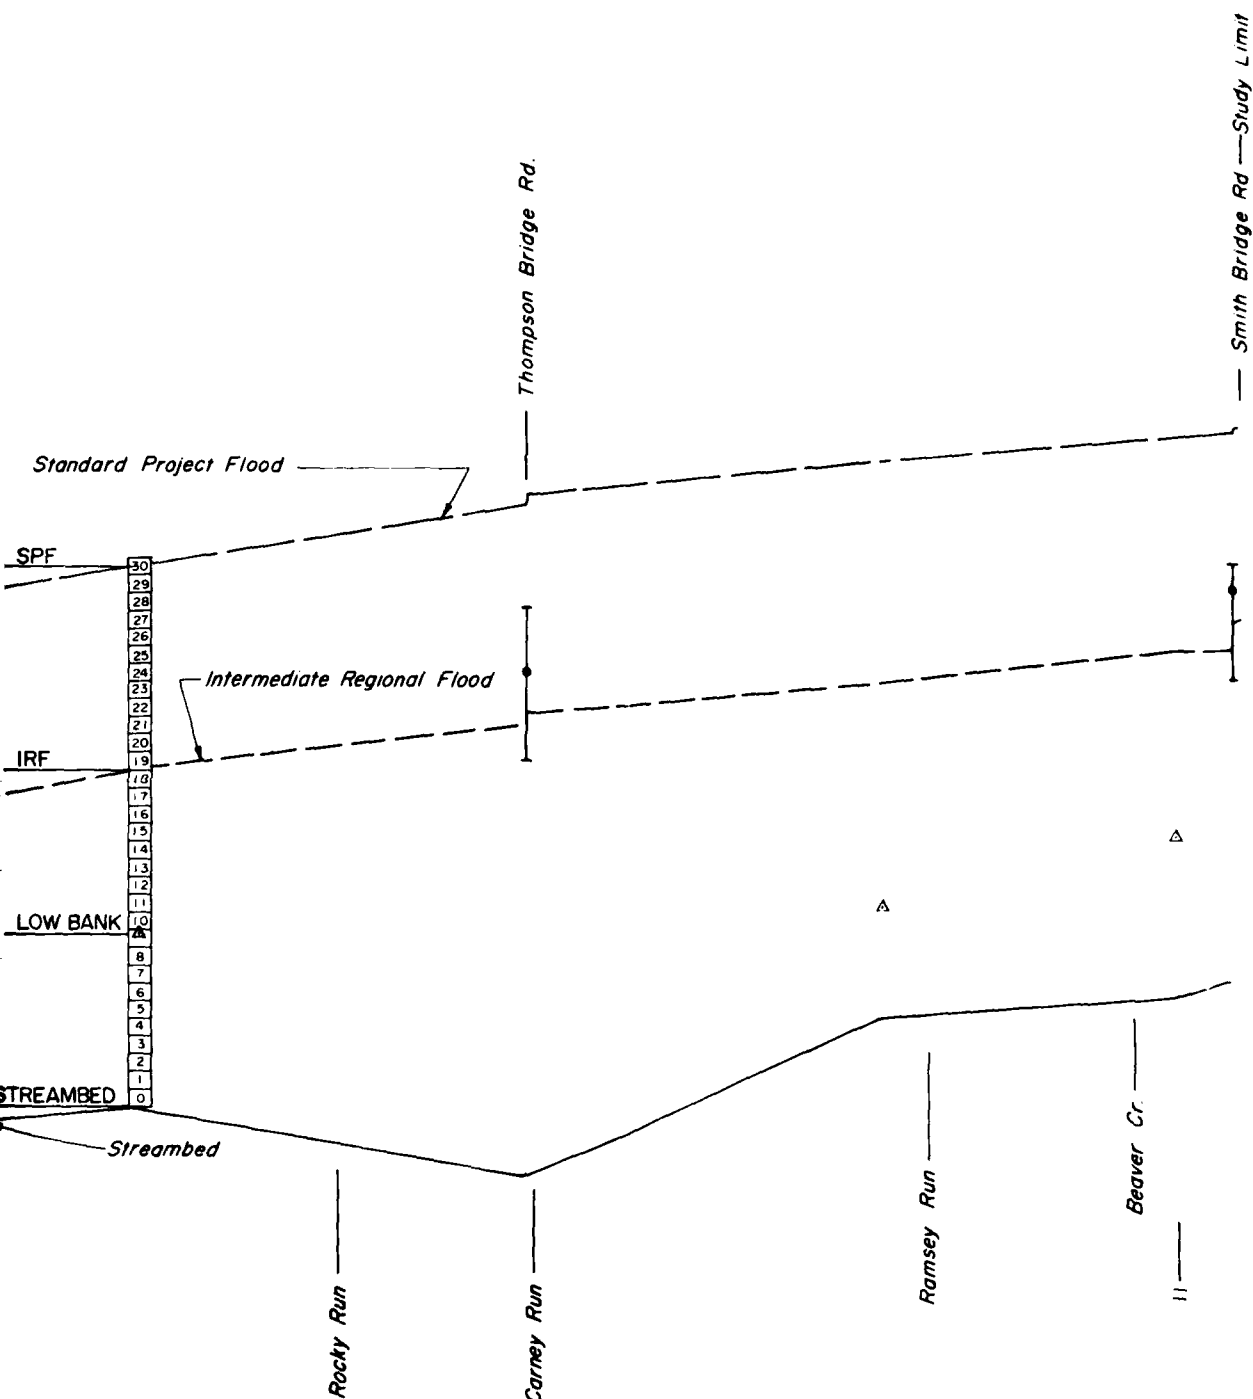 Smith Bridge Rd — Study Limit
Thompson Bridge Rd.
Standard Project Flood
SPF
30
29
28
27
26
25
24
23
22
21
20
19
18
17
16
15
14
13
12
11
10
8
7
6
5
4
3
2
1
0
Intermediate Regional Flood
IRF
LOW BANK
STREAMBED
Streambed
Rocky Run
Carney Run
Ramsey Run
Beaver Cr.